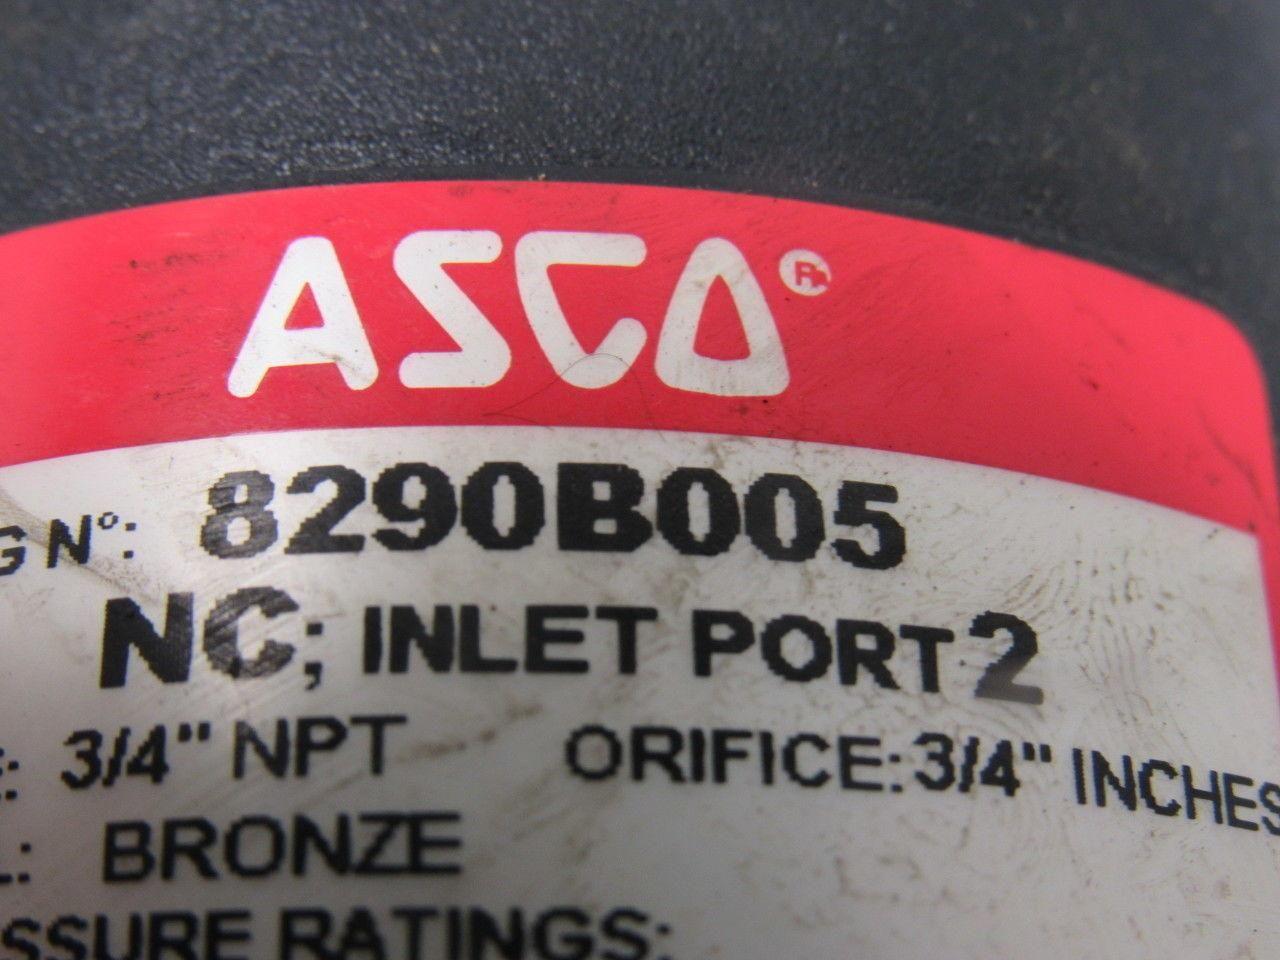 ASCO®
G Nº: 8290B005
NC; INLET PORT 2
E: 3/4" NPT ORIFICE: 3/4" INCHES
L: BRONZE
SSURE RATINGS: